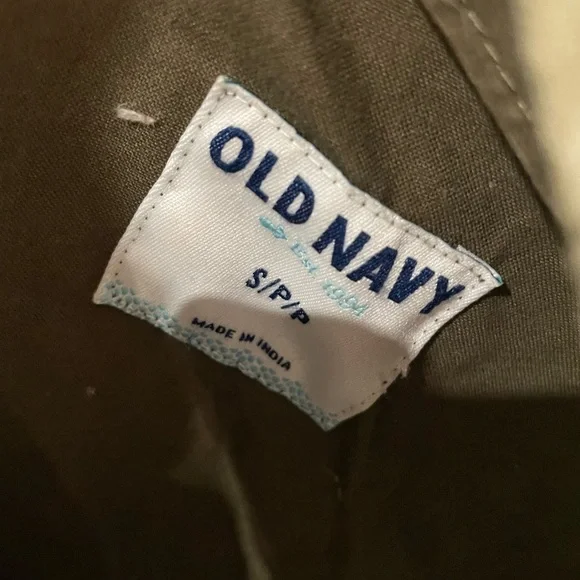 OLD NAVY
Est. 1994
S/P/P
MADE IN INDIA